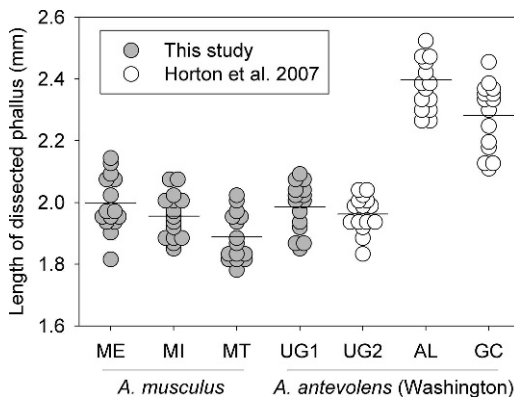 Length of dissected phallus (mm)
2.6
2.4
2.2
2.0
1.8
1.6
This study
Horton et al. 2007
ME MI MT UG1 UG2 AL GC
A. musculus A. antevolens (Washington)